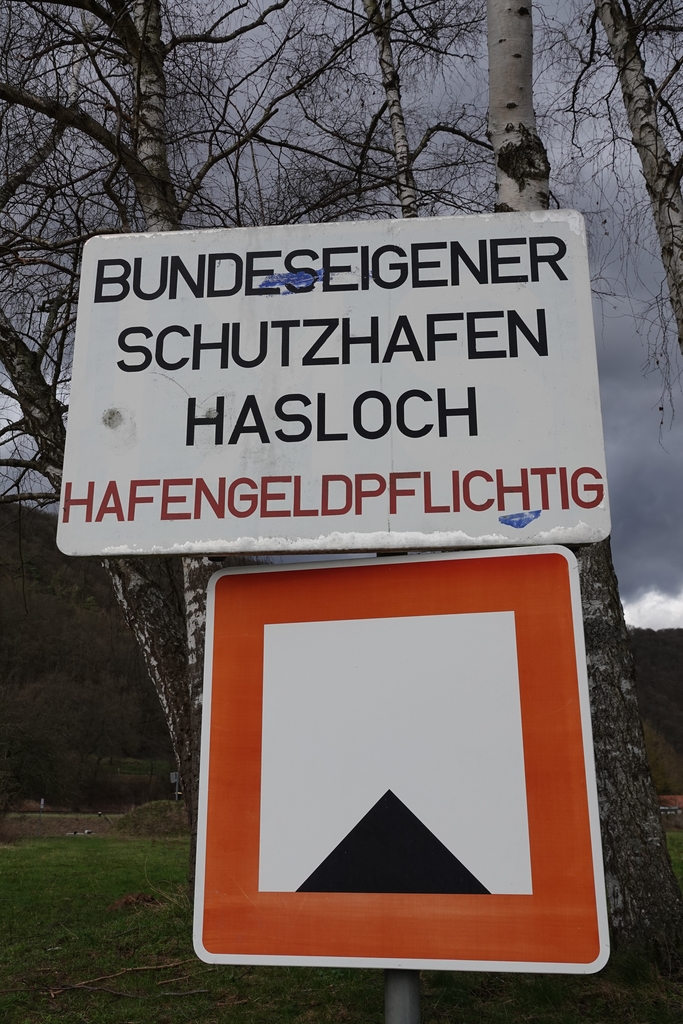 BUNDESEIGENER
SCHUTZHAFEN
HASLOCH
HAFENGELDPFLICHTIG